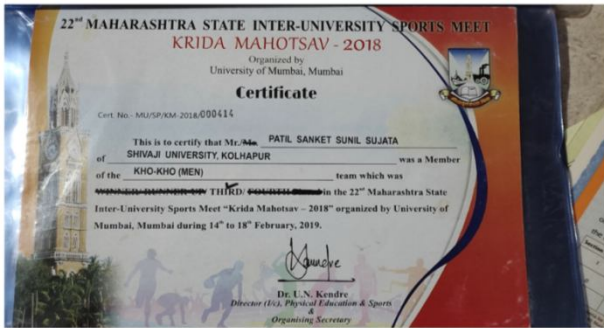 22nd MAHARASHTRA STATE INTER-UNIVERSITY SPORTS MEET
KRIDA MAHOTSAV - 2018
Organized by
University of Mumbai, Mumbai
Certificate
Cert. No.- MU/SP/KM-2018/000414
This is to certify that Mr./Ms. PATIL SANKET SUNIL SUJATA
of SHIVAJI UNIVERSITY, KOLHAPUR was a Member
of the KHO-KHO (MEN) team which was
WINNER/RUNNER-UP/ THIRD/ FOURTH in the 22nd Maharashtra State
Inter-University Sports Meet "Krida Mahotsav – 2018" organized by University of
Mumbai, Mumbai during 14th to 18th February, 2019.
Dr. U.N. Kendre
Director (I/c), Physical Education & Sports
&
Organising Secretary